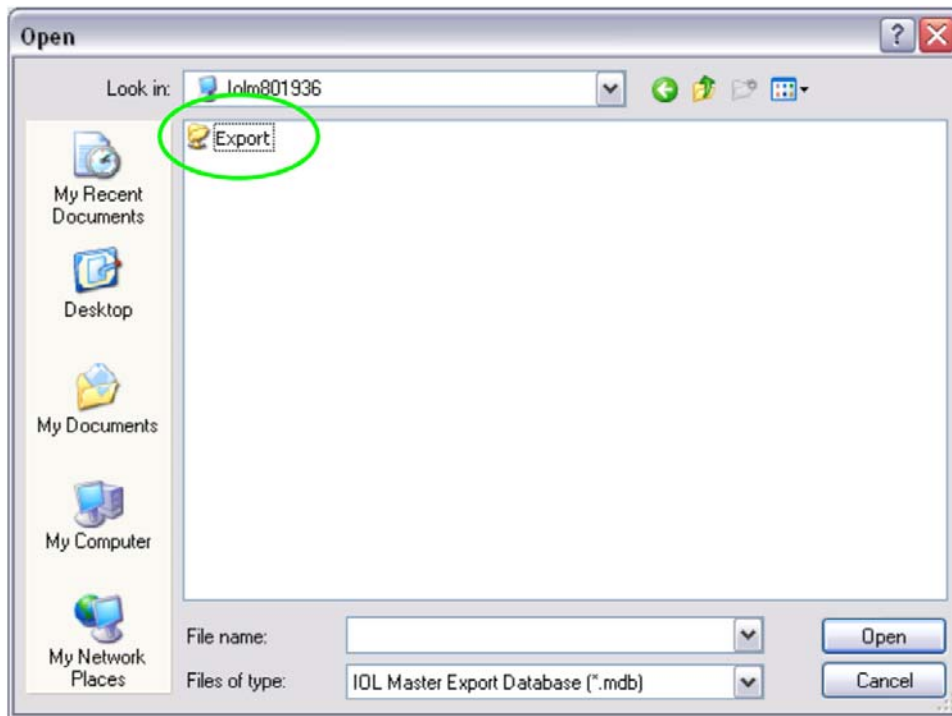 Open
Look in:
Iolm801936
Export
My Recent
Documents
Desktop
My Documents
My Computer
My Network
Places
File name:
Open
Files of type:
IOL Master Export Database (*.mdb)
Cancel